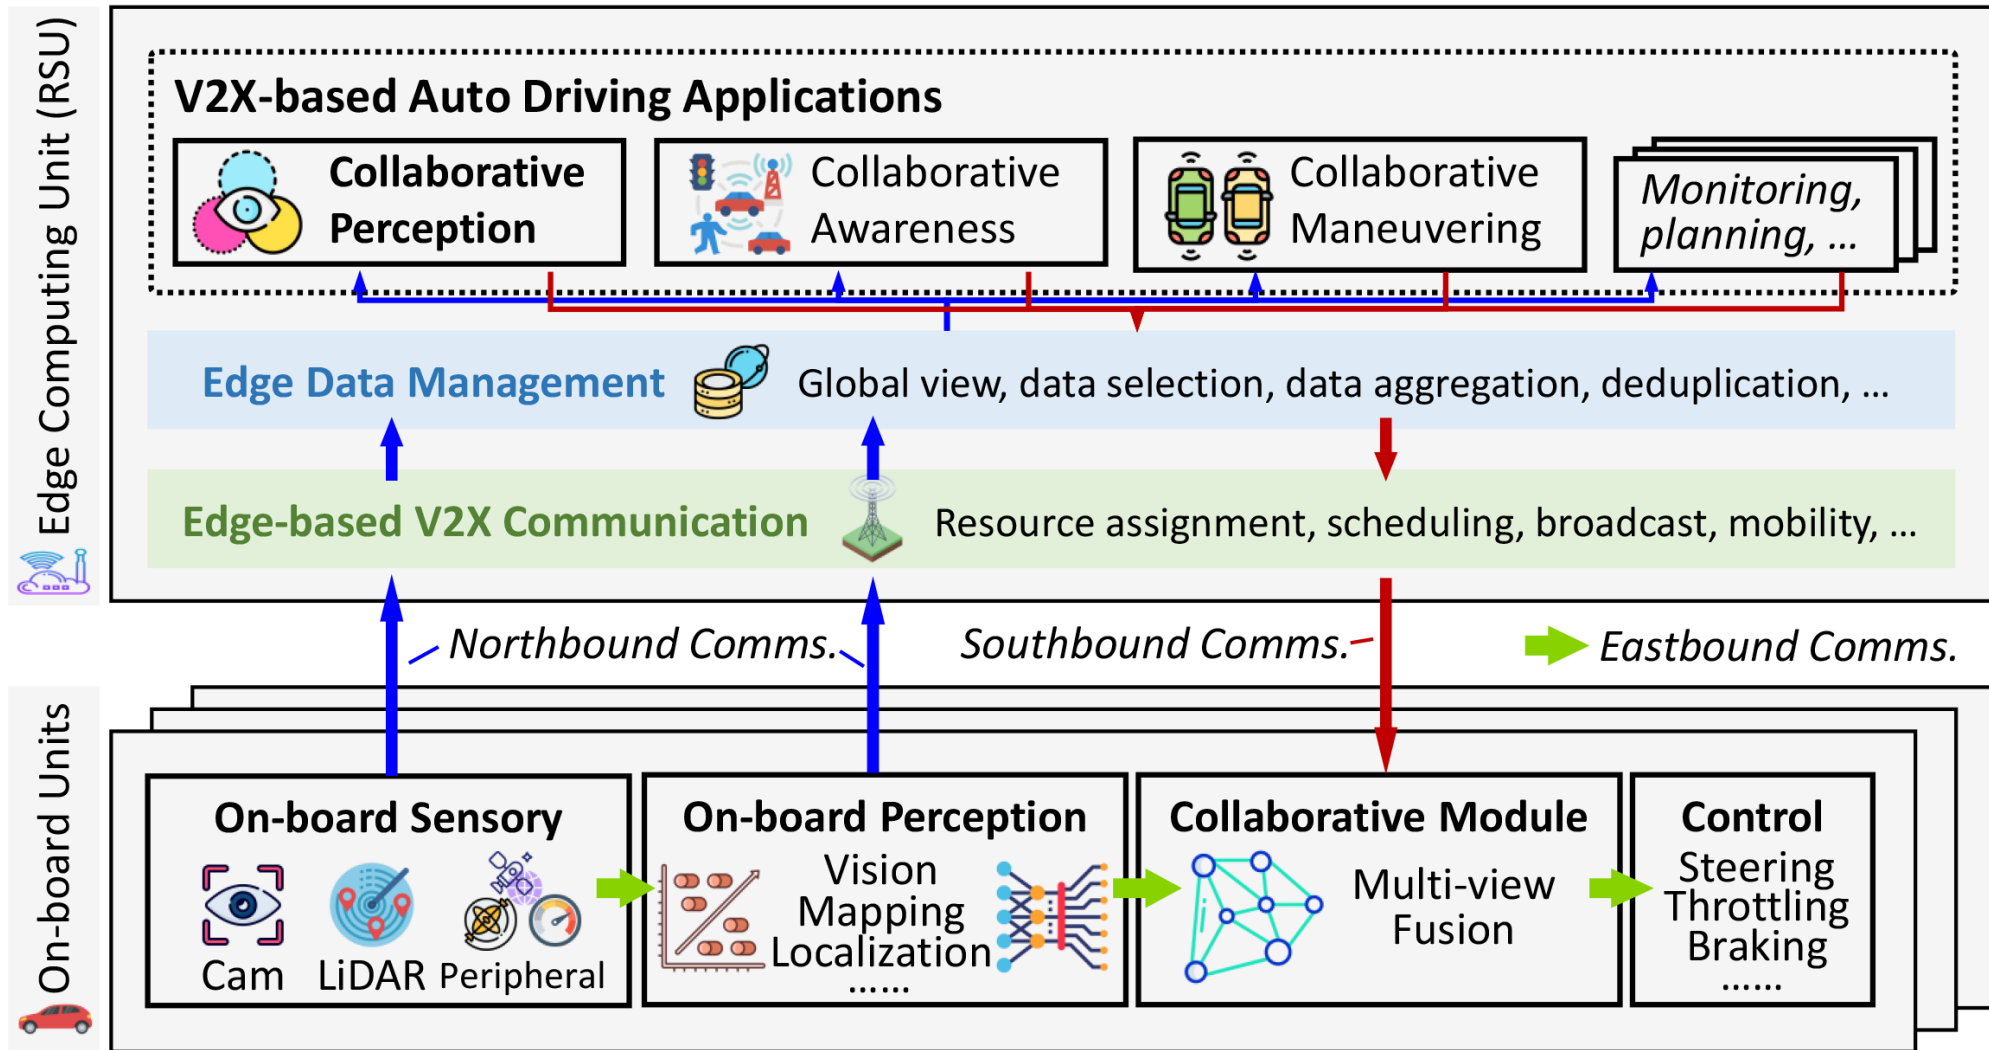 Edge Computing Unit (RSU)
V2X-based Auto Driving Applications
Collaborative
Perception
Collaborative
Awareness
Collaborative
Maneuvering
Monitoring,
planning, ...
Edge Data Management
Global view, data selection, data aggregation, deduplication, ...
Edge-based V2X Communication
Resource assignment, scheduling, broadcast, mobility, ...
Northbound Comms.
Southbound Comms.
Eastbound Comms.
On-board Units
On-board Sensory
Cam
LiDAR
Peripheral
On-board Perception
Vision
Mapping
Localization
......
Collaborative Module
Multi-view
Fusion
Control
Steering
Throttling
Braking
......